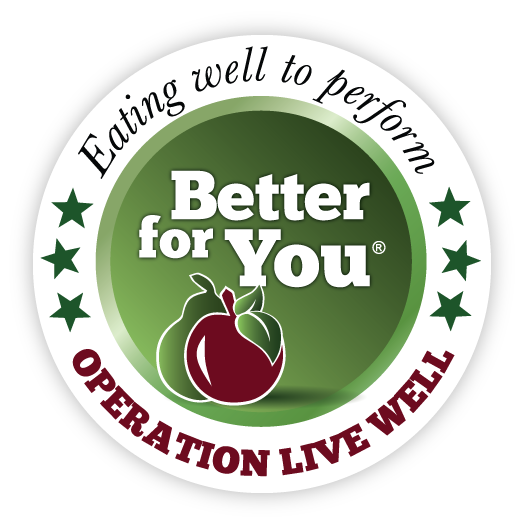 Eating well to perform
Better
for You®
OPERATION LIVE WELL